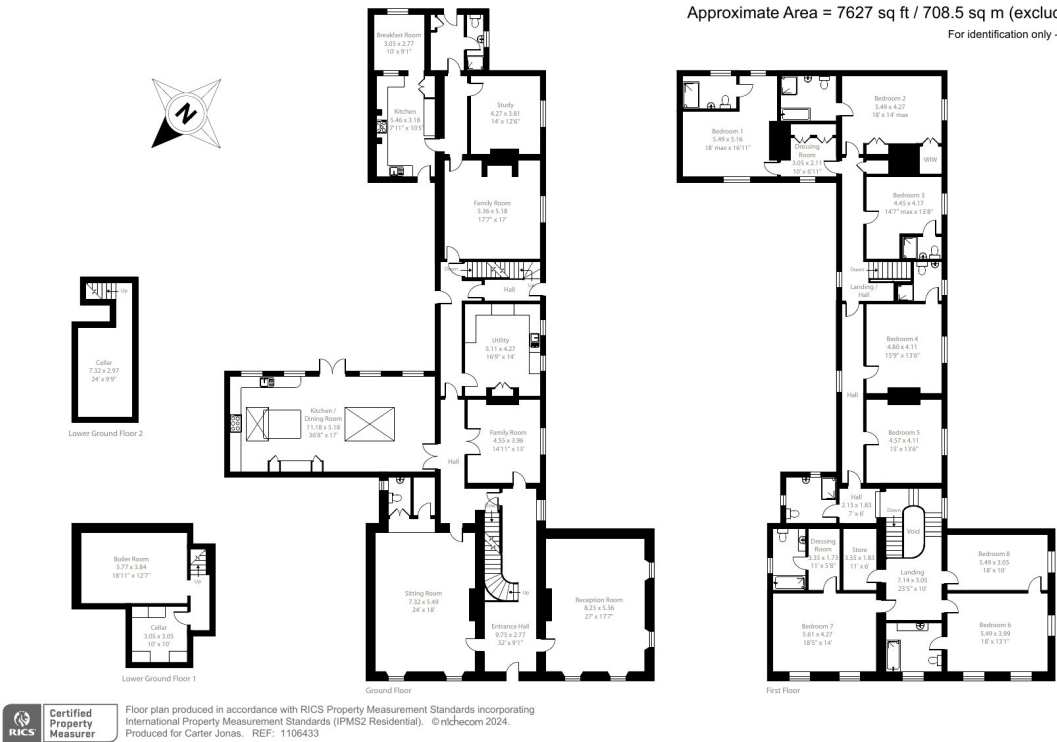 Approximate Area = 7627 sq ft / 708.5 sq m (exclu
For identification only -
N
Breakfast Room
3.05 x 2.77
10' x 9'1"
Kitchen
5.46 x 3.18
7'11" x 10'5"
Study
4.27 x 3.81
14' x 12'6"
Family Room
5.36 x 5.18
17'7" x 17'
Down
Hall
Up
Utility
5.11 x 4.27
16'9" x 14'
Kitchen /
Dining Room
11.18 x 5.18
36'8" x 17'
Family Room
4.55 x 3.96
14'11" x 13'
Hall
Sitting Room
7.32 x 5.49
24' x 18'
Up
Entrance Hall
9.75 x 2.77
32' x 9'1"
Reception Room
8.23 x 5.36
27' x 17'7"
Ground Floor
Up
Cellar
7.32 x 2.97
24' x 9'9"
Lower Ground Floor 2
Boiler Room
5.77 x 3.84
18'11" x 12'7"
Up
Cellar
3.05 x 3.05
10' x 10'
Lower Ground Floor 1
Bedroom 1
5.49 x 5.16
18' max x 16'11"
Dressing
Room
3.05 x 2.11
10' x 6'11"
Bedroom 2
5.49 x 4.27
18' x 14' max
WIW
Bedroom 3
4.45 x 4.17
14'7" max x 13'8"
Down
Landing /
Hall
Bedroom 4
4.80 x 4.11
15'9" x 13'6"
Hall
Bedroom 5
4.57 x 4.11
15' x 13'6"
Hall
2.13 x 1.83
7' x 6'
Down
Void
Dressing
Room
3.35 x 1.73
11' x 5'8"
Store
3.35 x 1.83
11' x 6'
Landing
7.14 x 3.05
23'5" x 10'
Bedroom 8
5.49 x 3.05
18' x 10'
Bedroom 7
5.61 x 4.27
18'5" x 14'
Bedroom 6
5.49 x 3.99
18' x 13'1"
First Floor
RICS
Certified
Property
Measurer
Floor plan produced in accordance with RICS Property Measurement Standards incorporating
International Property Measurement Standards (IPMS2 Residential). © nichecom 2024.
Produced for Carter Jonas. REF: 1106433